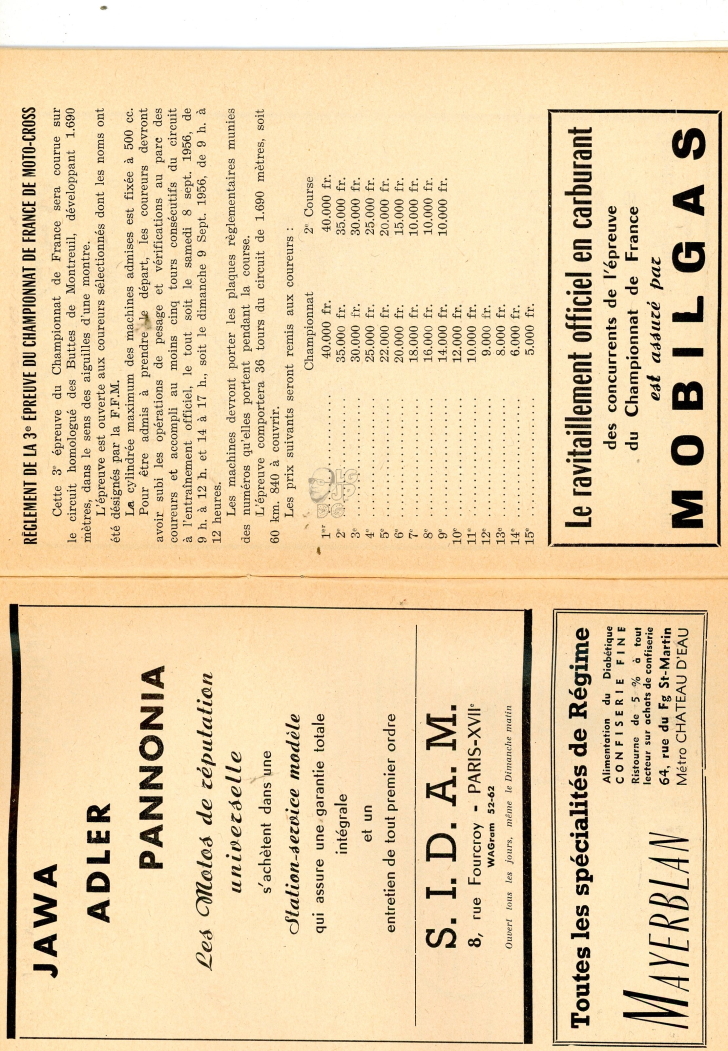 JAWA
ADLER
PANNONIA
Les Motos de réputation
universelle
s'achètent dans une
Station-service modèle
qui assure une garantie totale
intégrale
et un
entretien de tout premier ordre
S. I. D. A. M.
8, rue Fourcroy - PARIS-XVIIe
WAGram 52-62
Ouvert tous les jours, même le Dimanche matin
Toutes les spécialités de Régime
MAYERBLAN
Alimentation du Diabétique
CONFISERIE FINE
Ristourne de 5 % à tout
lecteur sur achats de confiserie
64, rue du Fg St-Martin
Métro CHATEAU D'EAU
RÈGLEMENT DE LA 3e ÉPREUVE DU CHAMPIONNAT DE FRANCE DE MOTO-CROSS
Cette 3e épreuve du Championnat de France sera courue sur
le circuit homologué des Buttes de Montreuil, développant 1.690
mètres, dans le sens des aiguilles d'une montre.
L'épreuve est ouverte aux coureurs sélectionnés dont les noms ont
été désignés par la F.F.M.
La cylindrée maximum des machines admises est fixée à 500 cc.
Pour être admis à prendre le départ, les coureurs devront
avoir subi les opérations de pesage et vérifications au parc des
coureurs et accompli au moins cinq tours consécutifs du circuit
à l'entraînement officiel, le tout soit le samedi 8 sept. 1956, de
9 h. à 12 h. et 14 à 17 h., soit le dimanche 9 Sept. 1956, de 9 h. à
12 heures.
Les machines devront porter les plaques règlementaires munies
des numéros qu'elles portent pendant la course.
L'épreuve comportera 36 tours du circuit de 1.690 mètres, soit
60 km. 840 à couvrir.
Les prix suivants seront remis aux coureurs :
Championnat 2e Course
1er .......... 40.000 fr. 40.000 fr.
2e .......... 35.000 fr. 35.000 fr.
3e .......... 30.000 fr. 30.000 fr.
4e .......... 25.000 fr. 25.000 fr.
5e .......... 22.000 fr. 20.000 fr.
6e .......... 20.000 fr. 15.000 fr.
7e .......... 18.000 fr. 10.000 fr.
8e .......... 16.000 fr. 10.000 fr.
9e .......... 14.000 fr. 10.000 fr.
10e .......... 12.000 fr.
11e .......... 10.000 fr.
12e .......... 9.000 fr.
13e .......... 8.000 fr.
14e .......... 6.000 fr.
15e .......... 5.000 fr.
Le ravitaillement officiel en carburant
des concurrents de l'épreuve
du Championnat de France
est assuré par
MOBILGAS